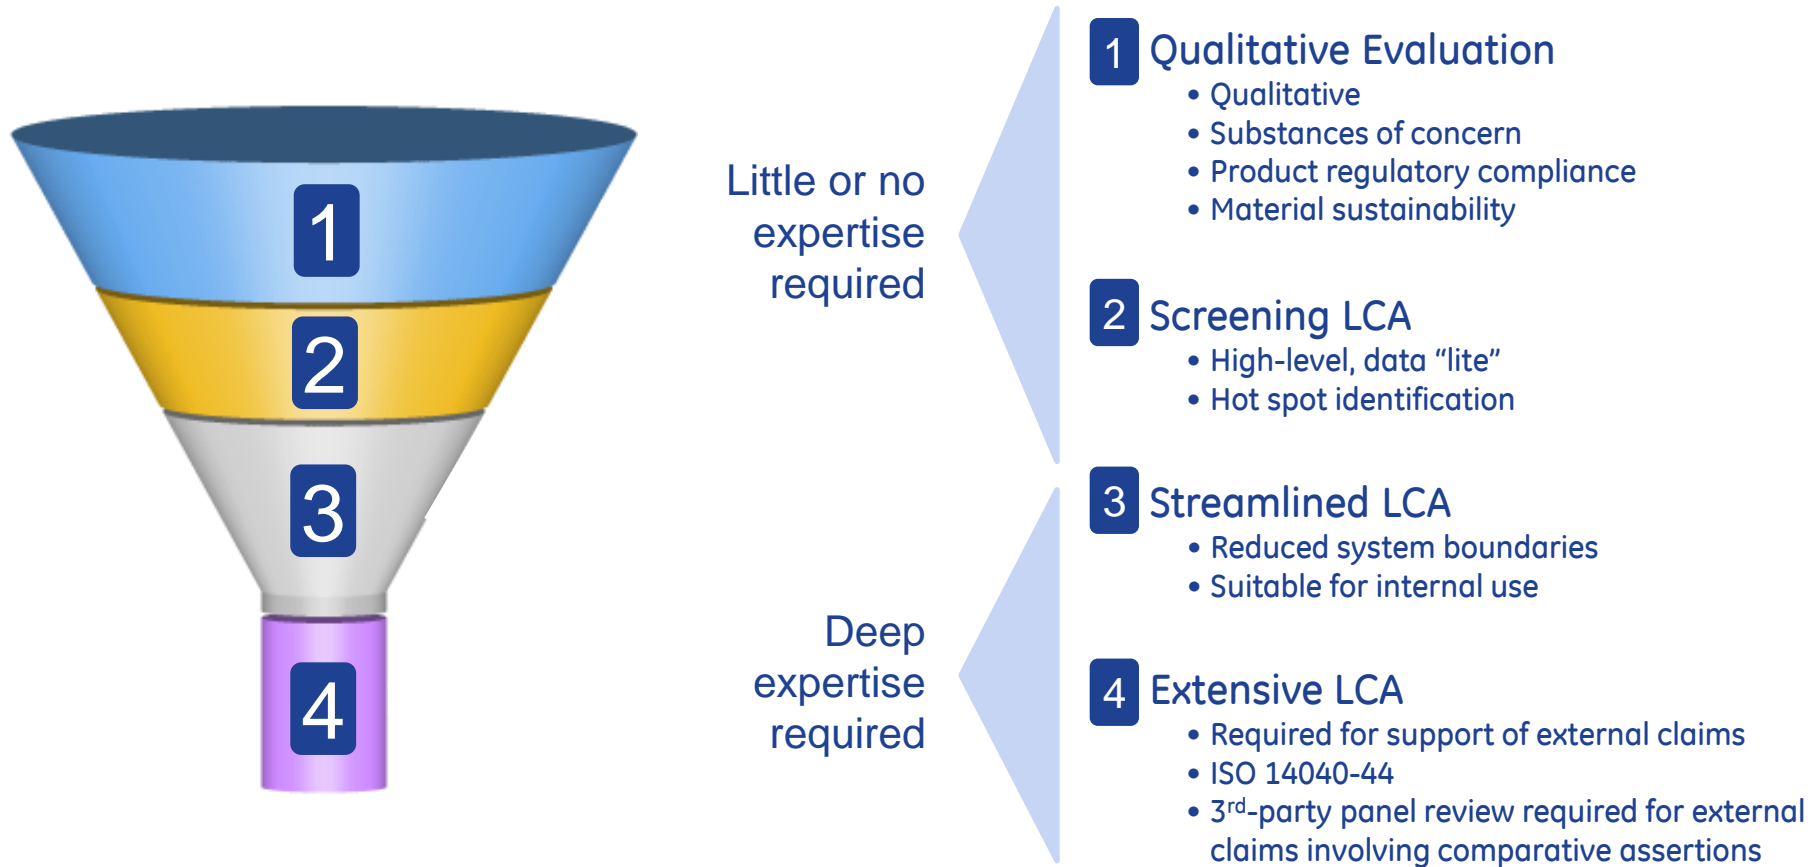 1
2
3
4
Little or no
expertise
required
Deep
expertise
required
1 Qualitative Evaluation
• Qualitative
• Substances of concern
• Product regulatory compliance
• Material sustainability
2 Screening LCA
• High-level, data “lite”
• Hot spot identification
3 Streamlined LCA
• Reduced system boundaries
• Suitable for internal use
4 Extensive LCA
• Required for support of external claims
• ISO 14040-44
• 3rd-party panel review required for external
claims involving comparative assertions